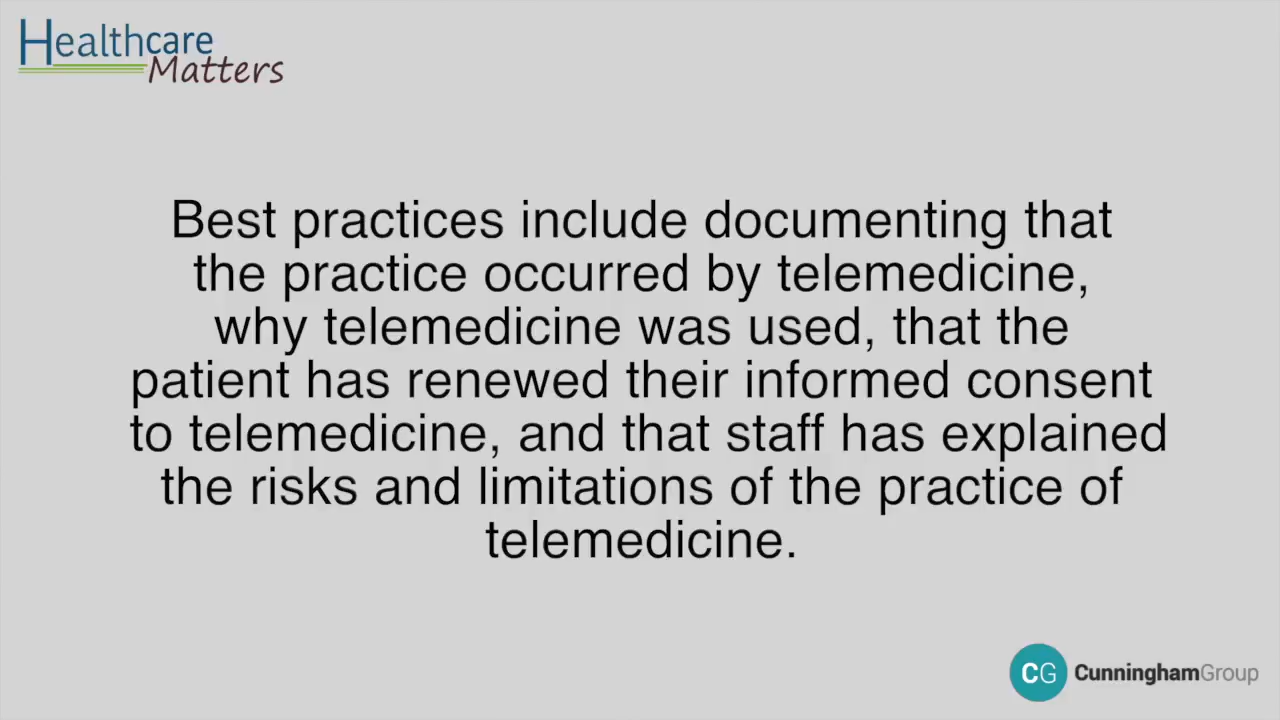 Healthcare
Matters
Best practices include documenting that
the practice occurred by telemedicine,
why telemedicine was used, that the
patient has renewed their informed consent
to telemedicine, and that staff has explained
the risks and limitations of the practice of
telemedicine.
CG CunninghamGroup